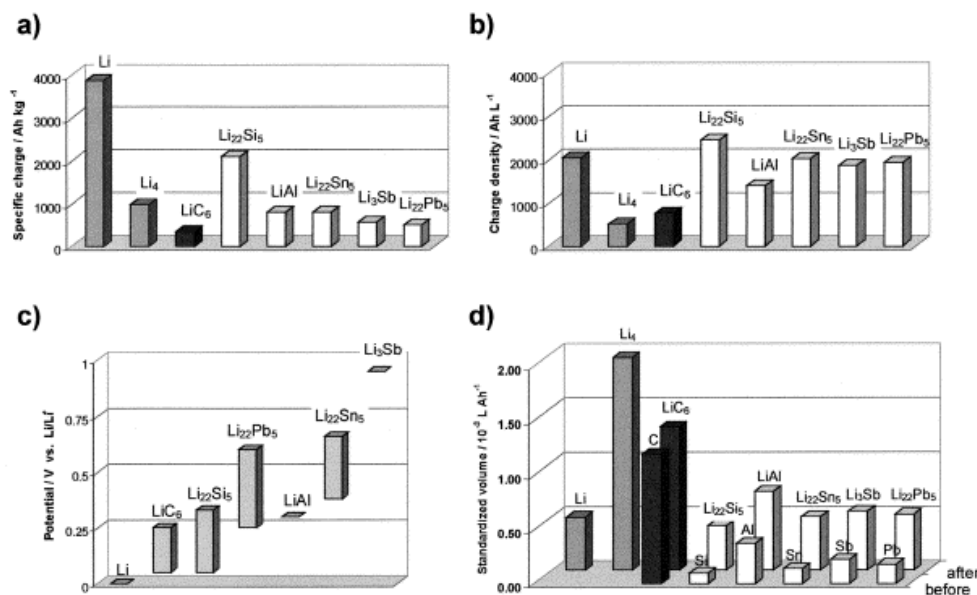 a)
Specific charge / Ah kg⁻¹
4000
3000
2000
1000
0
Li
Li₄
LiC₆
Li₂₂Si₅
LiAl
Li₂₂Sn₅
Li₃Sb
Li₂₂Pb₅
b)
Charge density / Ah L⁻¹
4000
3000
2000
1000
0
Li
Li₄
LiC₆
Li₂₂Si₅
LiAl
Li₂₂Sn₅
Li₃Sb
Li₂₂Pb₅
c)
Potential / V vs. Li/Li⁺
1
0.75
0.5
0.25
0
Li
LiC₆
Li₂₂Si₅
Li₂₂Pb₅
LiAl
Li₂₂Sn₅
Li₃Sb
d)
Standardized volume / 10⁻³ L Ah⁻¹
2.00
1.50
1.00
0.50
0.00
Li
Li₄
C
LiC₆
Si
Li₂₂Si₅
Al
LiAl
Sn
Li₂₂Sn₅
Sb
Li₃Sb
Pb
Li₂₂Pb₅
after
before